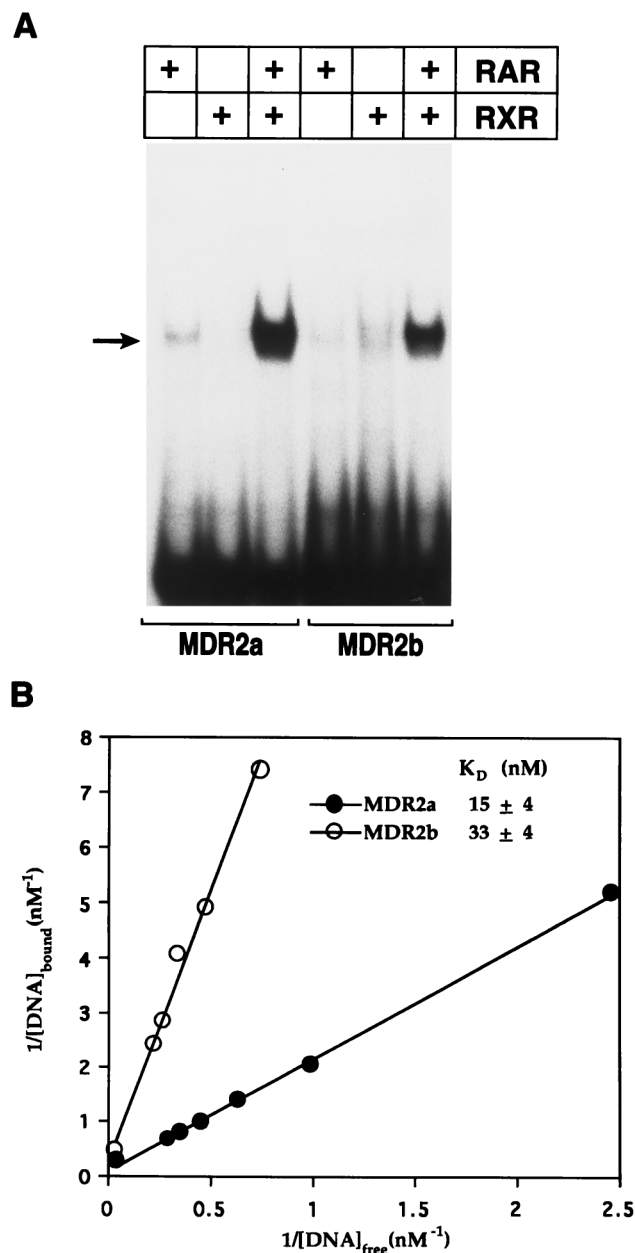 A
+ + + + RAR
+ + + + RXR
MDR2a MDR2b
B
8
7
6
5
4
3
2
1
0
1/[DNA]bound(nM-1)
KD (nM)
MDR2a 15 ± 4
MDR2b 33 ± 4
0 0.5 1 1.5 2 2.5
1/[DNA]free(nM-1)